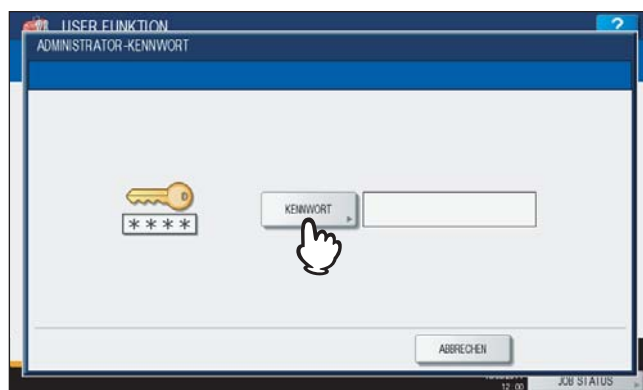 USER FUNKTION
?
ADMINISTRATOR-KENNWORT
* * * *
KENNWORT
ABBRECHEN
12:00
JOB STATUS